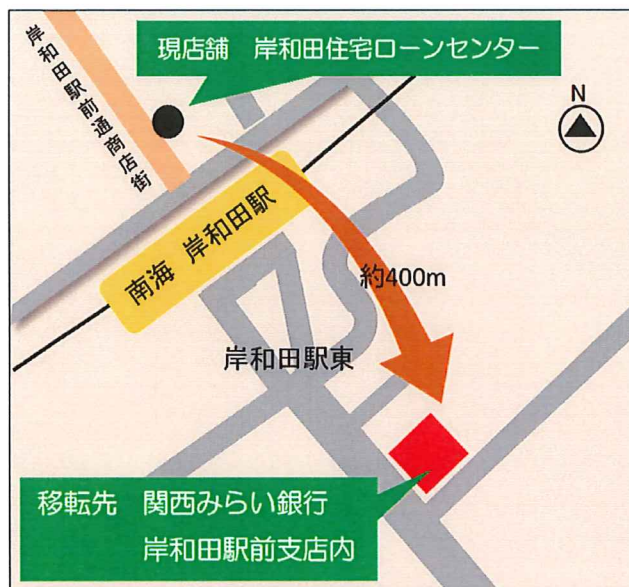 現店舗　岸和田住宅ローンセンター
岸和田駅前通商店街
N
南海 岸和田駅
約400m
岸和田駅東
移転先　関西みらい銀行
岸和田駅前支店内